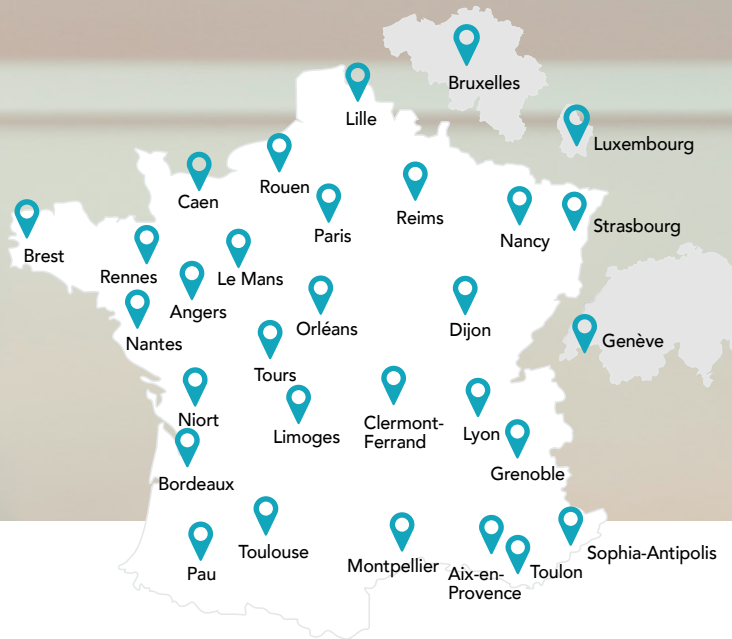 Bruxelles
Lille
Luxembourg
Rouen
Caen
Reims
Paris
Strasbourg
Nancy
Brest
Rennes
Le Mans
Angers
Orléans
Dijon
Nantes
Genève
Tours
Niort
Limoges
Clermont-
Ferrand
Lyon
Grenoble
Bordeaux
Toulouse
Sophia-Antipolis
Montpellier
Pau
Aix-en-
Provence
Toulon